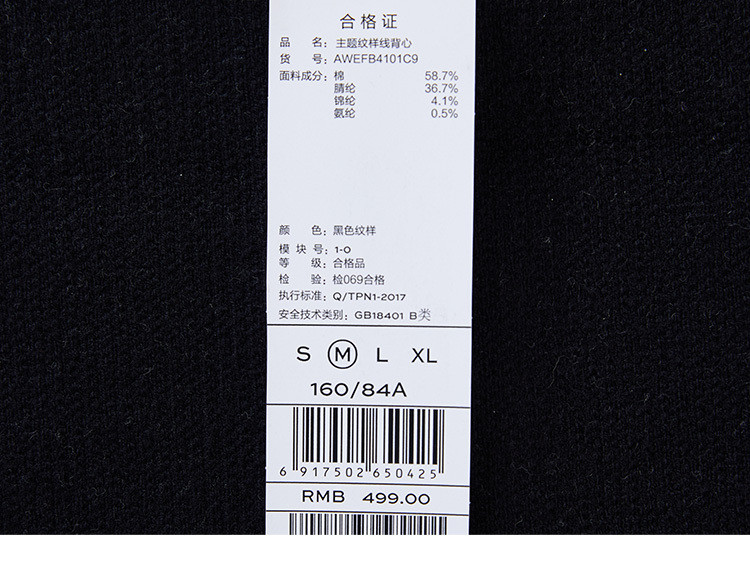 合格证
品 名：主题纹样线背心
货 号：AWEFB4101C9
面料成分：棉 58.7%
腈纶 36.7%
锦纶 4.1%
氨纶 0.5%
颜 色：黑色纹样
模 块 号：1-0
等 级：合格品
检 验：检069合格
执行标准：Q/TPN1-2017
安全技术类别：GB18401 B类
S M L XL
160/84A
6 917502 650425
RMB 499.00